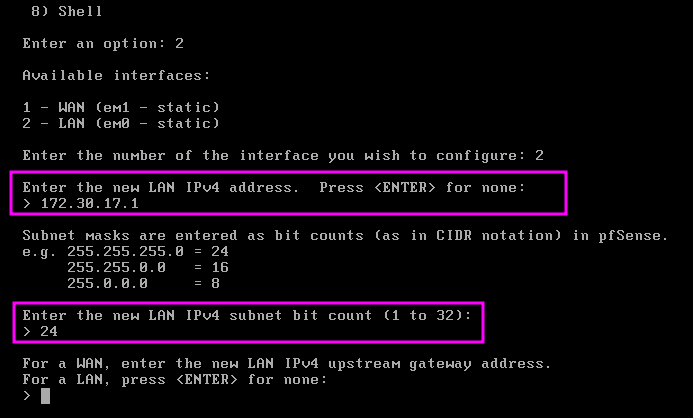 8) Shell
Enter an option: 2
Available interfaces:
1 - WAN (em1 - static)
2 - LAN (em0 - static)
Enter the number of the interface you wish to configure: 2
Enter the new LAN IPv4 address.  Press <ENTER> for none:
> 172.30.17.1
Subnet masks are entered as bit counts (as in CIDR notation) in pfSense.
e.g. 255.255.255.0 = 24
     255.255.0.0   = 16
     255.0.0.0     = 8
Enter the new LAN IPv4 subnet bit count (1 to 32):
> 24
For a WAN, enter the new LAN IPv4 upstream gateway address.
For a LAN, press <ENTER> for none:
>